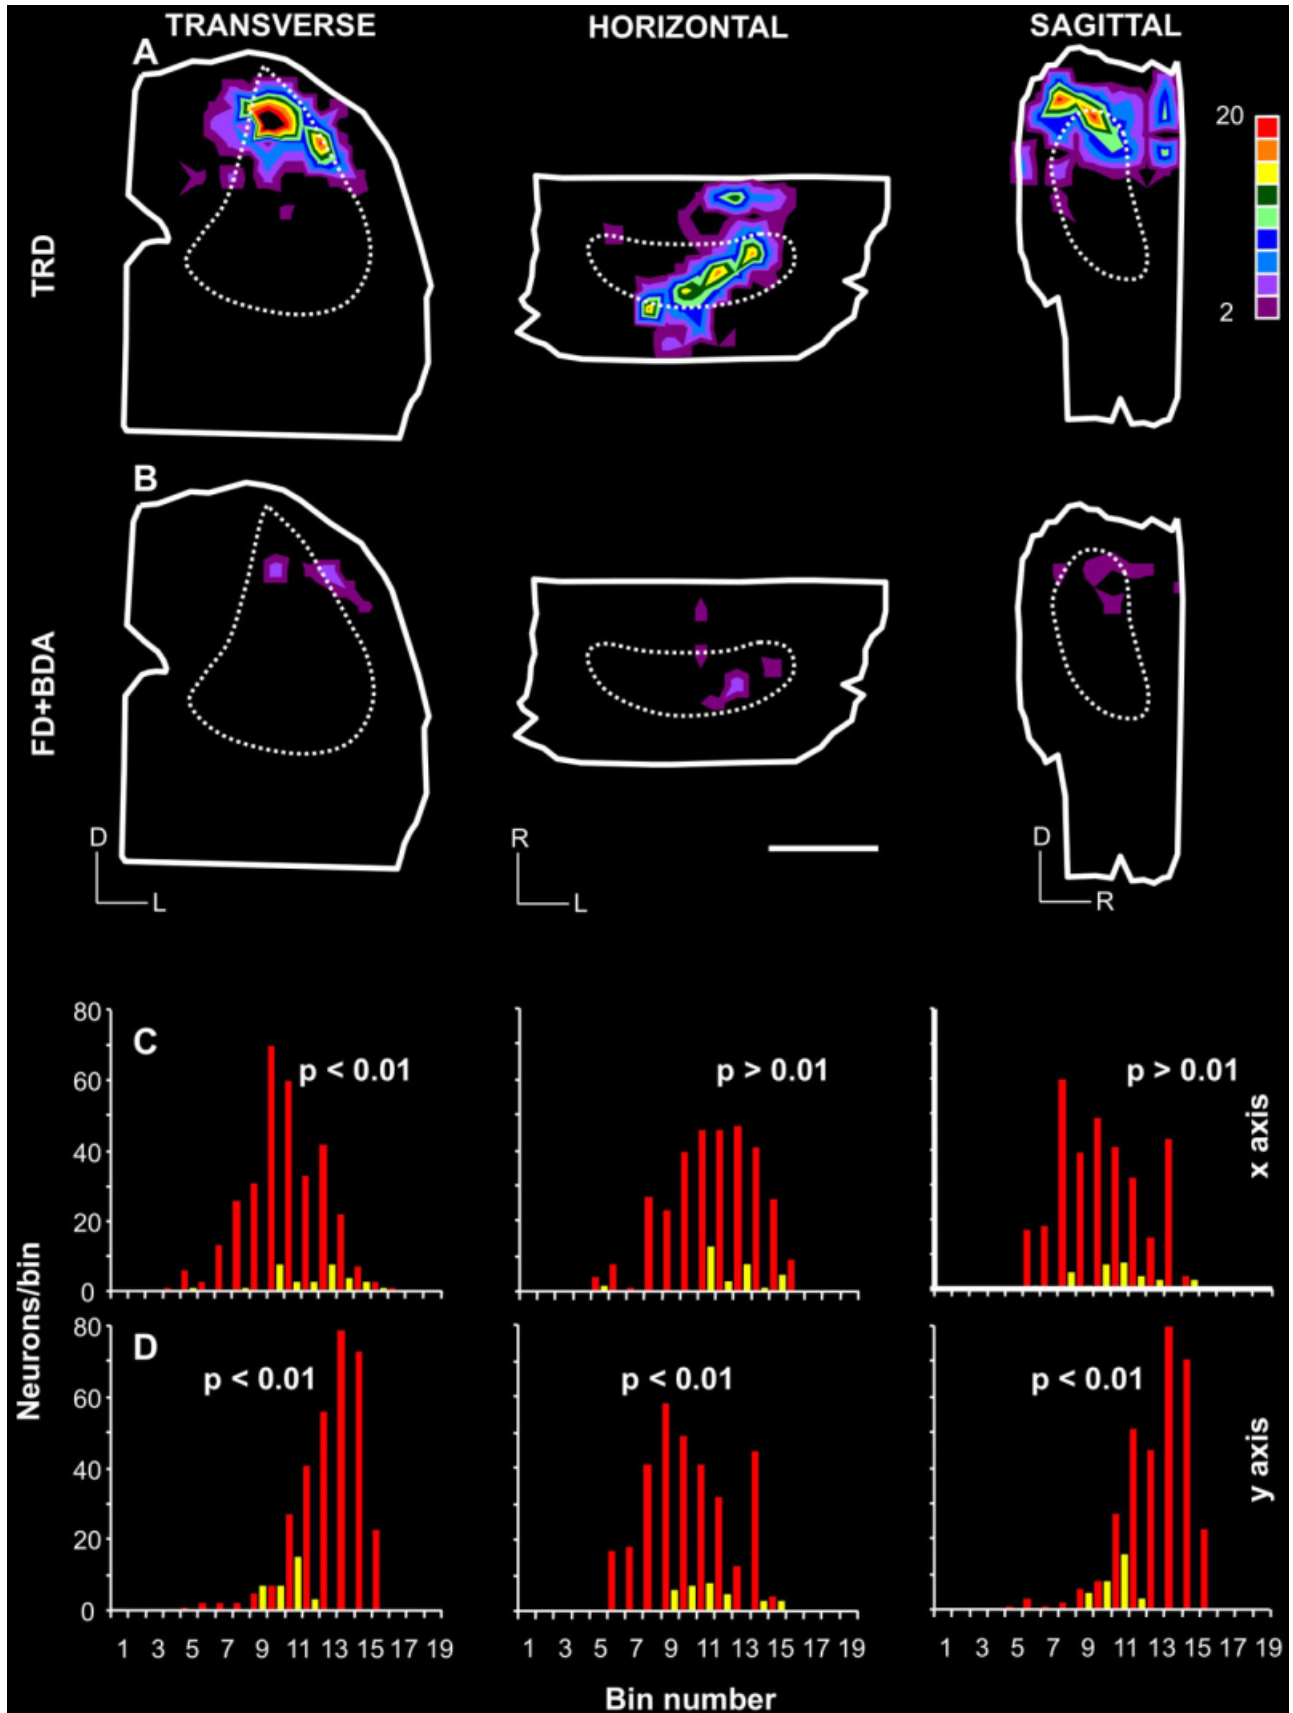 TRANSVERSE HORIZONTAL SAGITTAL
A
TRD
20
2
B
FD+BDA
D
L
R
L
D
R
80
60
40
20
0
C
p < 0.01
p > 0.01
p > 0.01
x axis
Neurons/bin
80
60
40
20
0
D
p < 0.01
p < 0.01
p < 0.01
y axis
1 3 5 7 9 11 13 15 17 19
1 3 5 7 9 11 13 15 17 19
1 3 5 7 9 11 13 15 17 19
Bin number